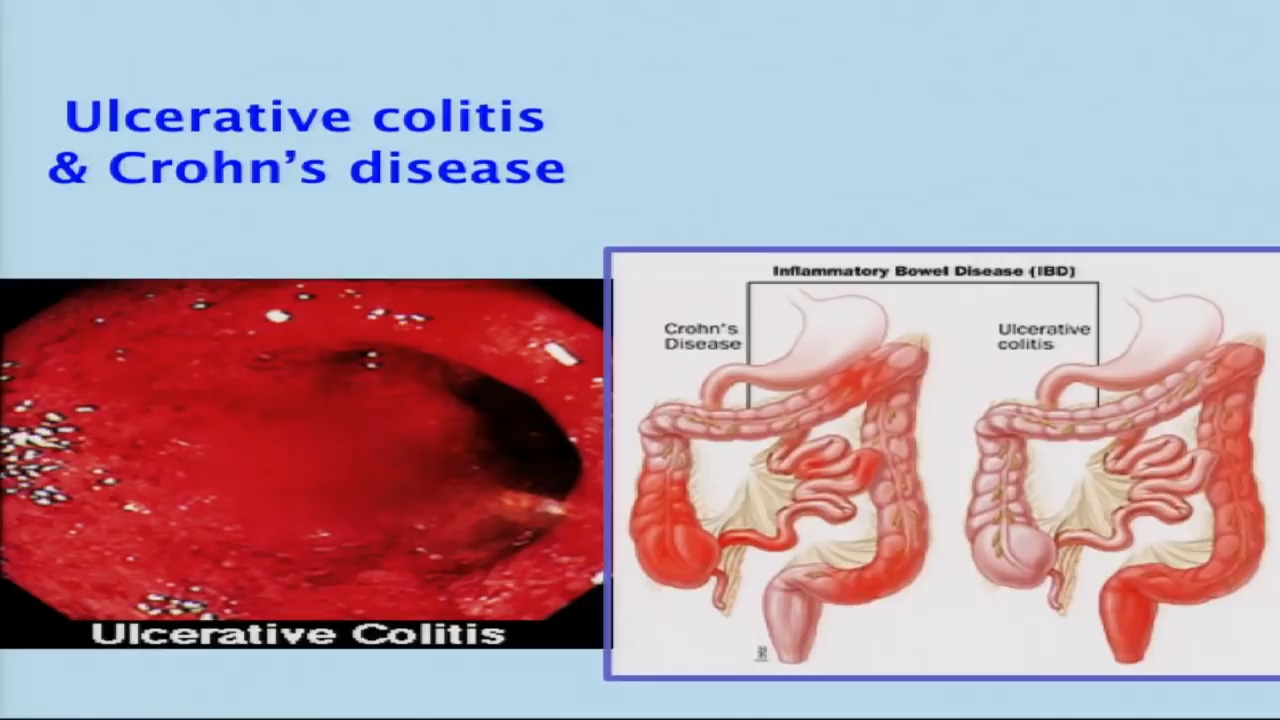 Ulcerative colitis
& Crohn's disease
Inflammatory Bowel Disease (IBD)
Crohn's
Disease
Ulcerative
colitis
Ulcerative Colitis